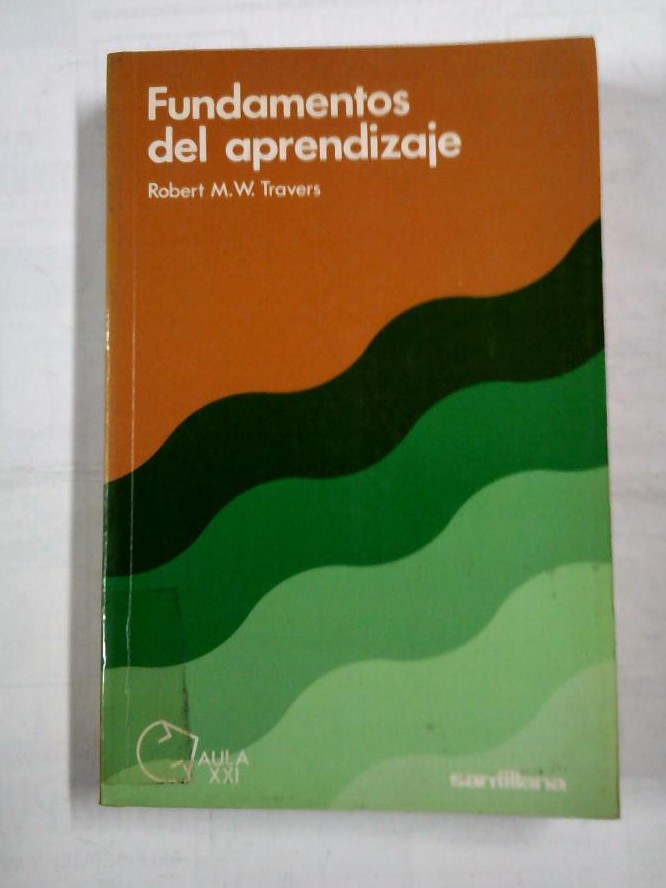 Fundamentos
del aprendizaje
Robert M.W. Travers
AULA
XXI
santillana